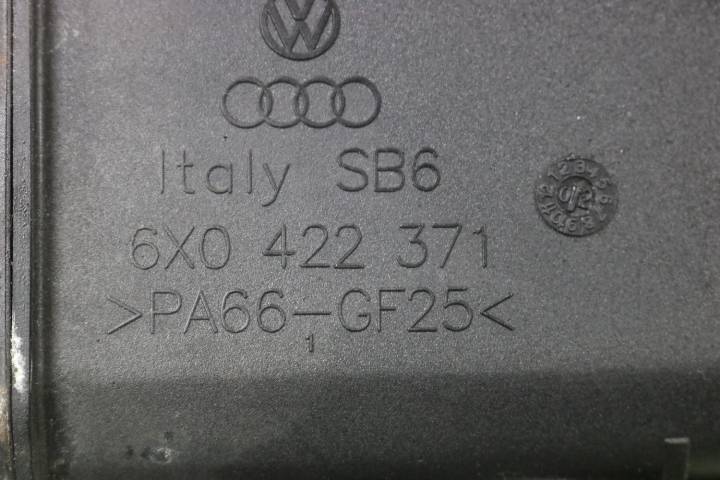 Italy SB6
6X0 422 371
>PA66-GF25<
1